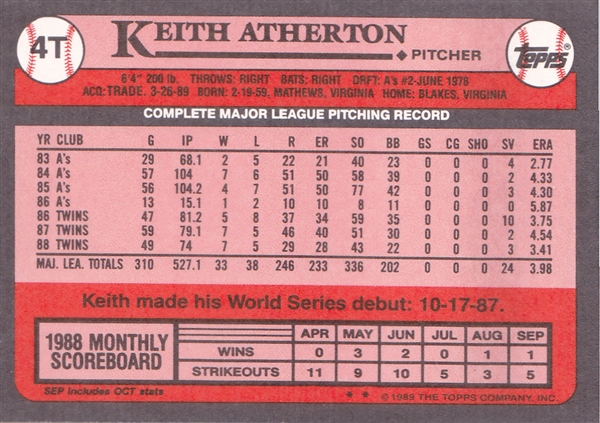 4T
KEITH ATHERTON
PITCHER
TOPPS®
6'4" 200 lb. THROWS: RIGHT BATS: RIGHT DRFT: A's #2-JUNE 1978
ACQ: TRADE. 3-26-89 BORN: 2-19-59, MATHEWS, VIRGINIA HOME: BLAKES, VIRGINIA
COMPLETE MAJOR LEAGUE PITCHING RECORD
YR CLUB G IP W L R ER SO BB GS CG SHO SV ERA
83 A's 29 68.1 2 5 22 21 40 23 0 0 0 4 2.77
84 A's 57 104 7 6 51 50 58 39 0 0 0 2 4.33
85 A's 56 104.2 4 7 51 50 77 42 0 0 0 3 4.30
86 A's 13 15.1 1 2 10 10 8 11 0 0 0 0 5.87
86 TWINS 47 81.2 5 8 37 34 59 35 0 0 0 10 3.75
87 TWINS 59 79.1 7 5 46 40 51 30 0 0 0 2 4.54
88 TWINS 49 74 7 5 29 28 43 22 0 0 0 3 3.41
MAJ. LEA. TOTALS 310 527.1 33 38 246 233 336 202 0 0 0 24 3.98
Keith made his World Series debut: 10-17-87.
1988 MONTHLY SCOREBOARD
APR MAY JUN JUL AUG SEP
WINS 0 3 2 0 1 1
STRIKEOUTS 11 9 10 5 3 5
SEP includes OCT stats
* * © 1989 THE TOPPS COMPANY, INC.